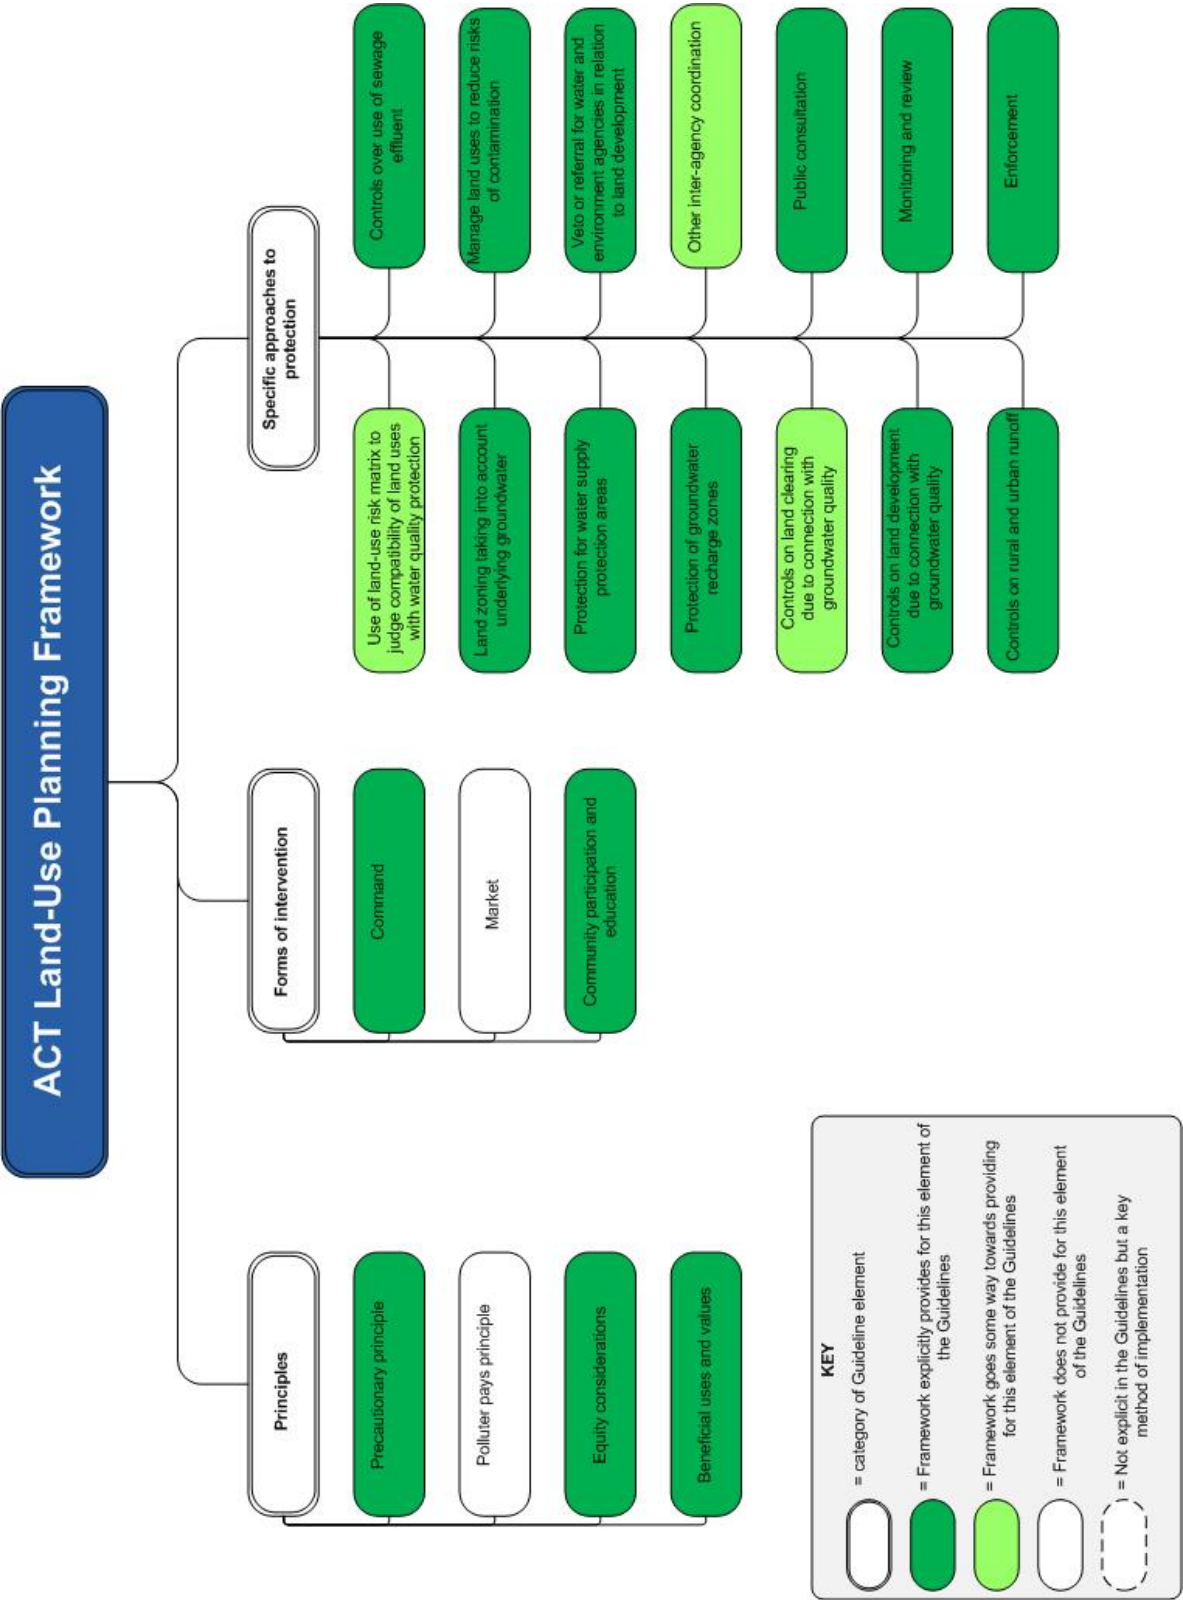 ACT Land-Use Planning Framework
Principles
Precautionary principle
Polluter pays principle
Equity considerations
Beneficial uses and values
Forms of intervention
Command
Market
Community participation and
education
Specific approaches to
protection
Use of land-use risk matrix to
judge compatibility of land uses
with water quality protection
Land zoning taking into account
underlying groundwater
Protection for water supply
protection areas
Protection of groundwater
recharge zones
Controls on land clearing
due to connection with
groundwater quality
Controls on land development
due to connection with
groundwater quality
Controls on rural and urban runoff
Controls over use of sewage
effluent
Manage land uses to reduce risks
of contamination
Veto or referral for water and
environment agencies in relation
to land development
Other inter-agency coordination
Public consultation
Monitoring and review
Enforcement
KEY
= category of Guideline element
= Framework explicitly provides for this element of
the Guidelines
= Framework goes some way towards providing
for this element of the Guidelines
= Framework does not provide for this element
of the Guidelines
= Not explicit in the Guidelines but a key
method of implementation